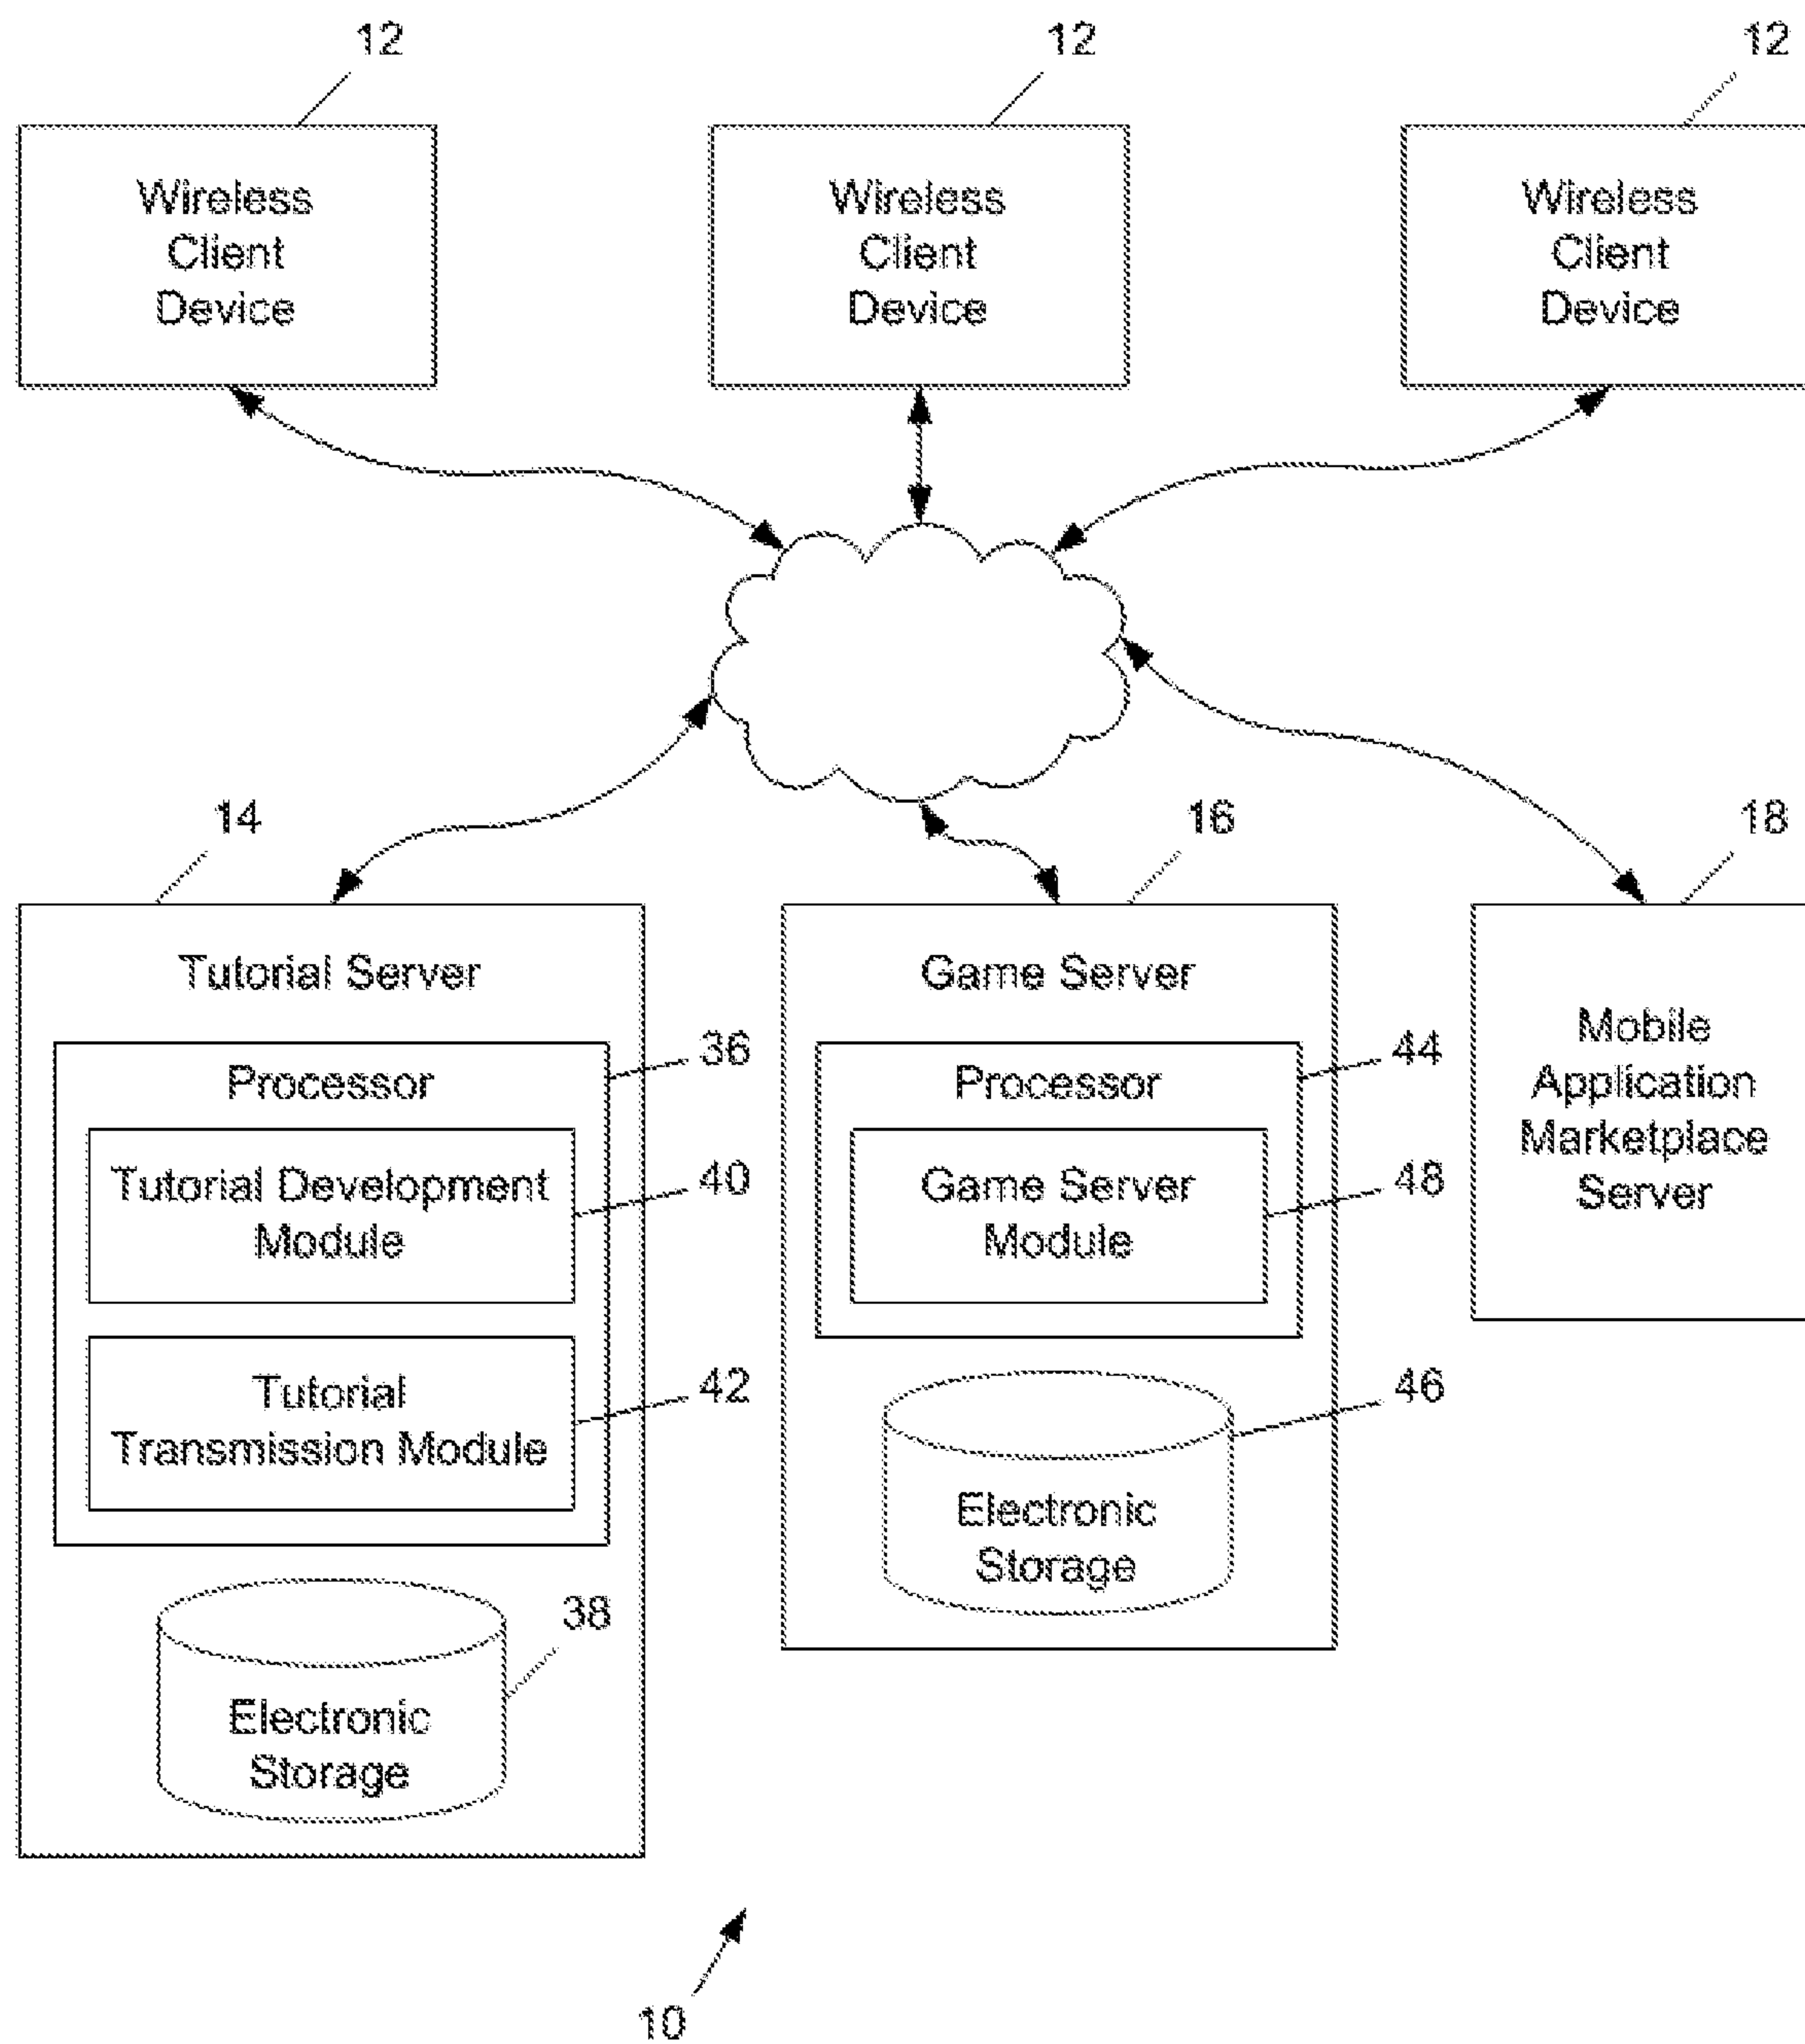 12
12
12
Wireless
Client
Device
Wireless
Client
Device
Wireless
Client
Device
14
16
18
Tutorial Server
Processor
36
Tutorial Development
Module
40
Tutorial
Transmission Module
42
Electronic
Storage
38
Game Server
Processor
44
Game Server
Module
48
Electronic
Storage
46
Mobile
Application
Marketplace
Server
10